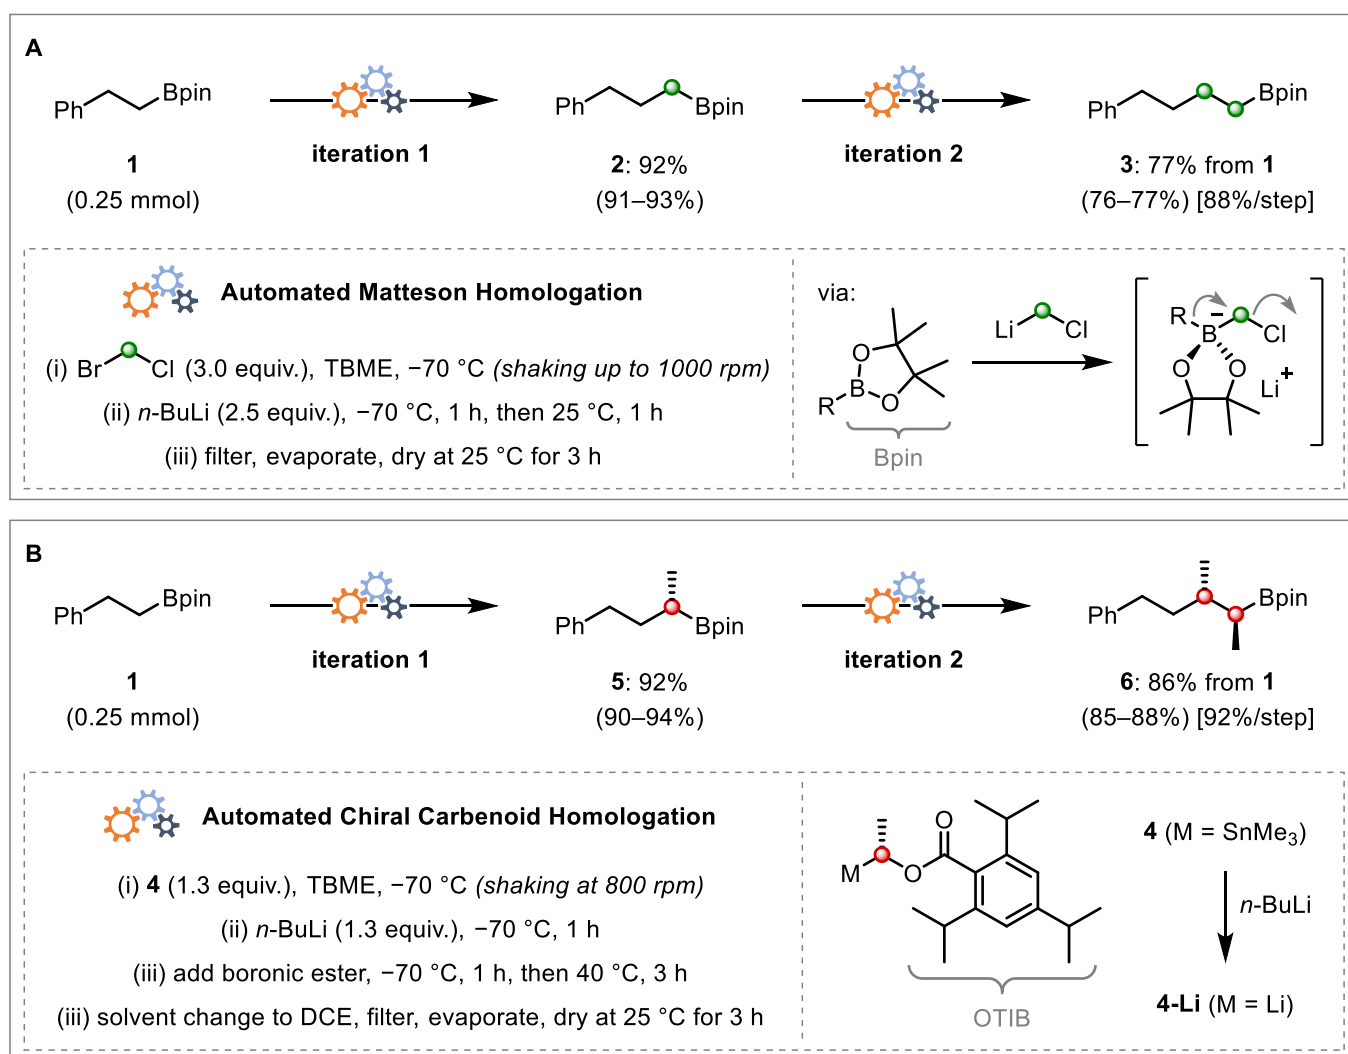 A
Ph
Bpin
iteration 1
Ph
Bpin
iteration 2
Ph
Bpin
1
(0.25 mmol)
2: 92%
(91–93%)
3: 77% from 1
(76–77%) [88%/step]
Automated Matteson Homologation
(i) Br Cl (3.0 equiv.), TBME, −70 °C (shaking up to 1000 rpm)
(ii) n-BuLi (2.5 equiv.), −70 °C, 1 h, then 25 °C, 1 h
(iii) filter, evaporate, dry at 25 °C for 3 h
via:
O
B
O
R
Bpin
Li
Cl
R
B
−
Cl
O
O
Li+
B
Ph
Bpin
iteration 1
Ph
Bpin
iteration 2
Ph
Bpin
1
(0.25 mmol)
5: 92%
(90–94%)
6: 86% from 1
(85–88%) [92%/step]
Automated Chiral Carbenoid Homologation
(i) 4 (1.3 equiv.), TBME, −70 °C (shaking at 800 rpm)
(ii) n-BuLi (1.3 equiv.), −70 °C, 1 h
(iii) add boronic ester, −70 °C, 1 h, then 40 °C, 3 h
(iii) solvent change to DCE, filter, evaporate, dry at 25 °C for 3 h
O
M
O
OTIB
4 (M = SnMe3)
n-BuLi
4-Li (M = Li)